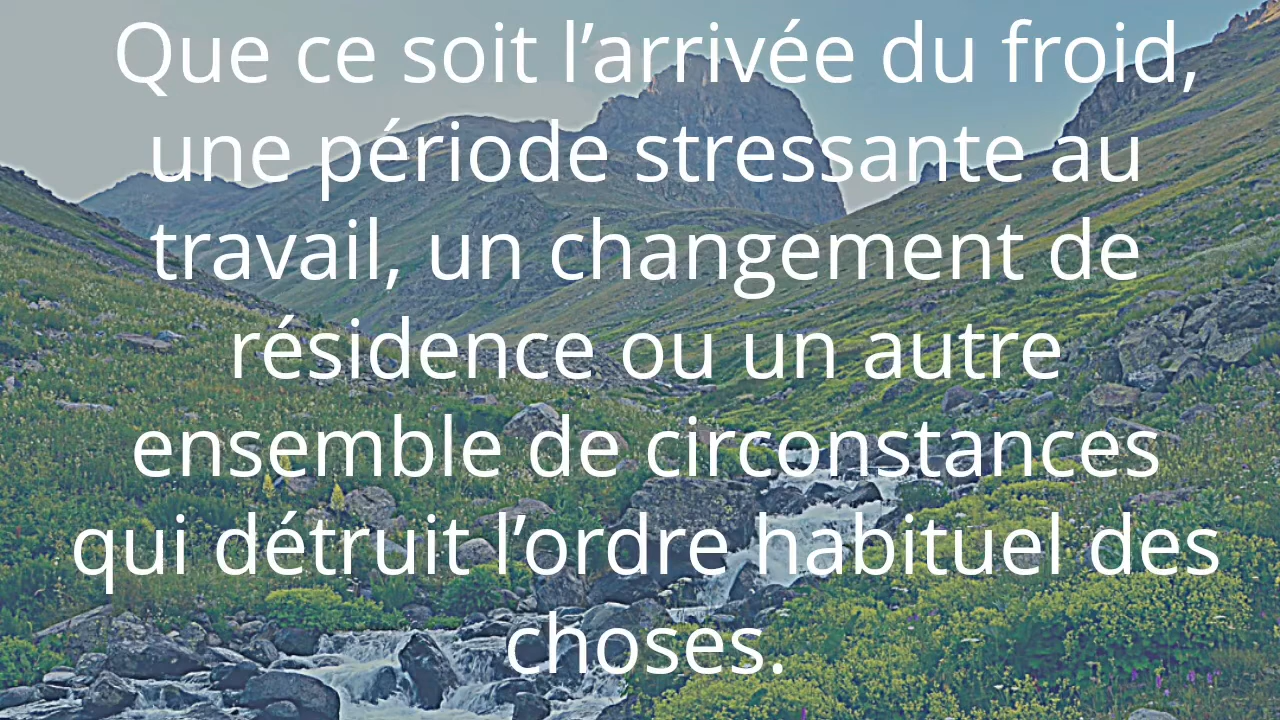 Que ce soit l’arrivée du froid,
une période stressante au
travail, un changement de
résidence ou un autre
ensemble de circonstances
qui détruit l’ordre habituel des
choses.